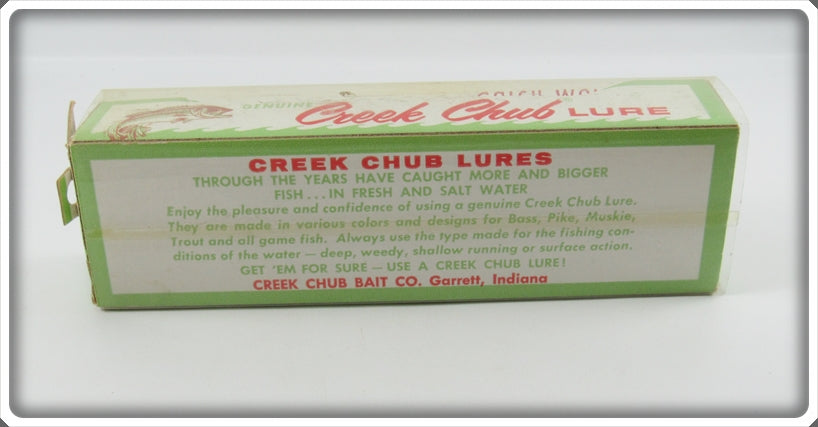 GENUINE Creek Chub® LURE
CREEK CHUB LURES
THROUGH THE YEARS HAVE CAUGHT MORE AND BIGGER
FISH...IN FRESH AND SALT WATER
Enjoy the pleasure and confidence of using a genuine Creek Chub Lure.
They are made in various colors and designs for Bass, Pike, Muskie,
Trout and all game fish. Always use the type made for the fishing con-
ditions of the water — deep, weedy, shallow running or surface action.
GET 'EM FOR SURE — USE A CREEK CHUB LURE!
CREEK CHUB BAIT CO. Garrett, Indiana